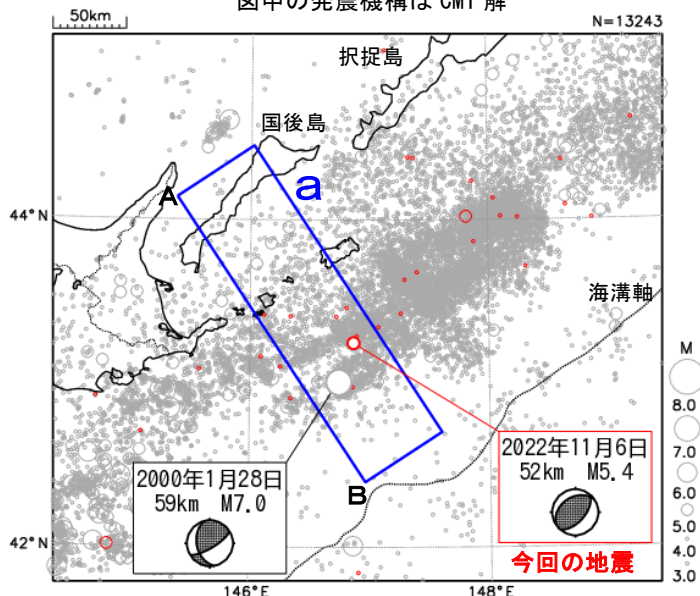 図中の発震機構は CMT 解
50km
N=13243
択捉島
国後島
a
A
44°N
海溝軸
M
8.0
7.0
6.0
5.0
4.0
3.0
2000年1月28日
59km M7.0
2022年11月6日
52km M5.4
B
今回の地震
42°N
146°E
148°E